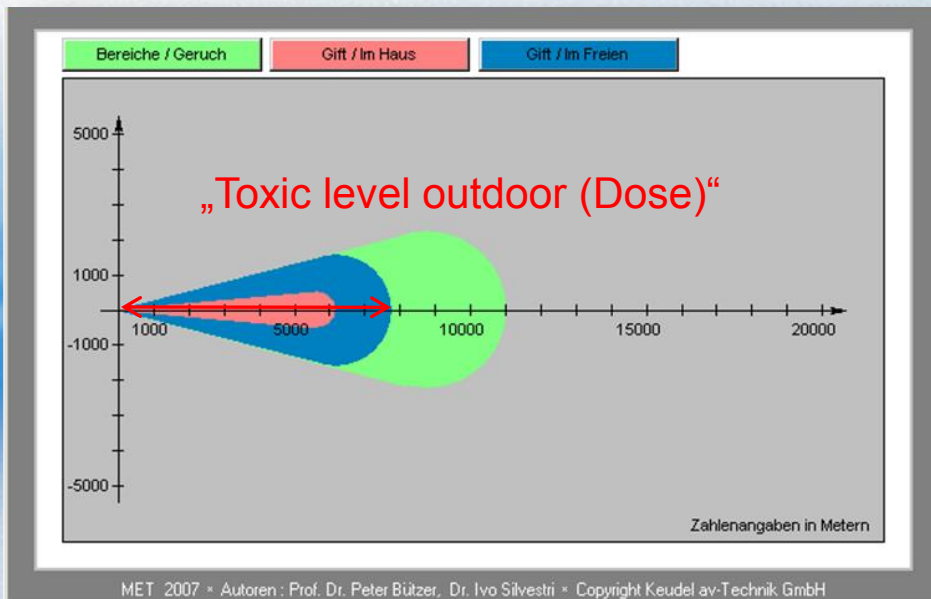 Bereiche / Geruch Gift / Im Haus Gift / Im Freien
5000
„Toxic level outdoor (Dose)“
1000
1000 5000 10000 15000 20000
-1000
-5000
Zahlenangaben in Metern
MET 2007 × Autoren : Prof. Dr. Peter Bützer, Dr. Ivo Silvestri × Copyright Keudel av-Technik GmbH